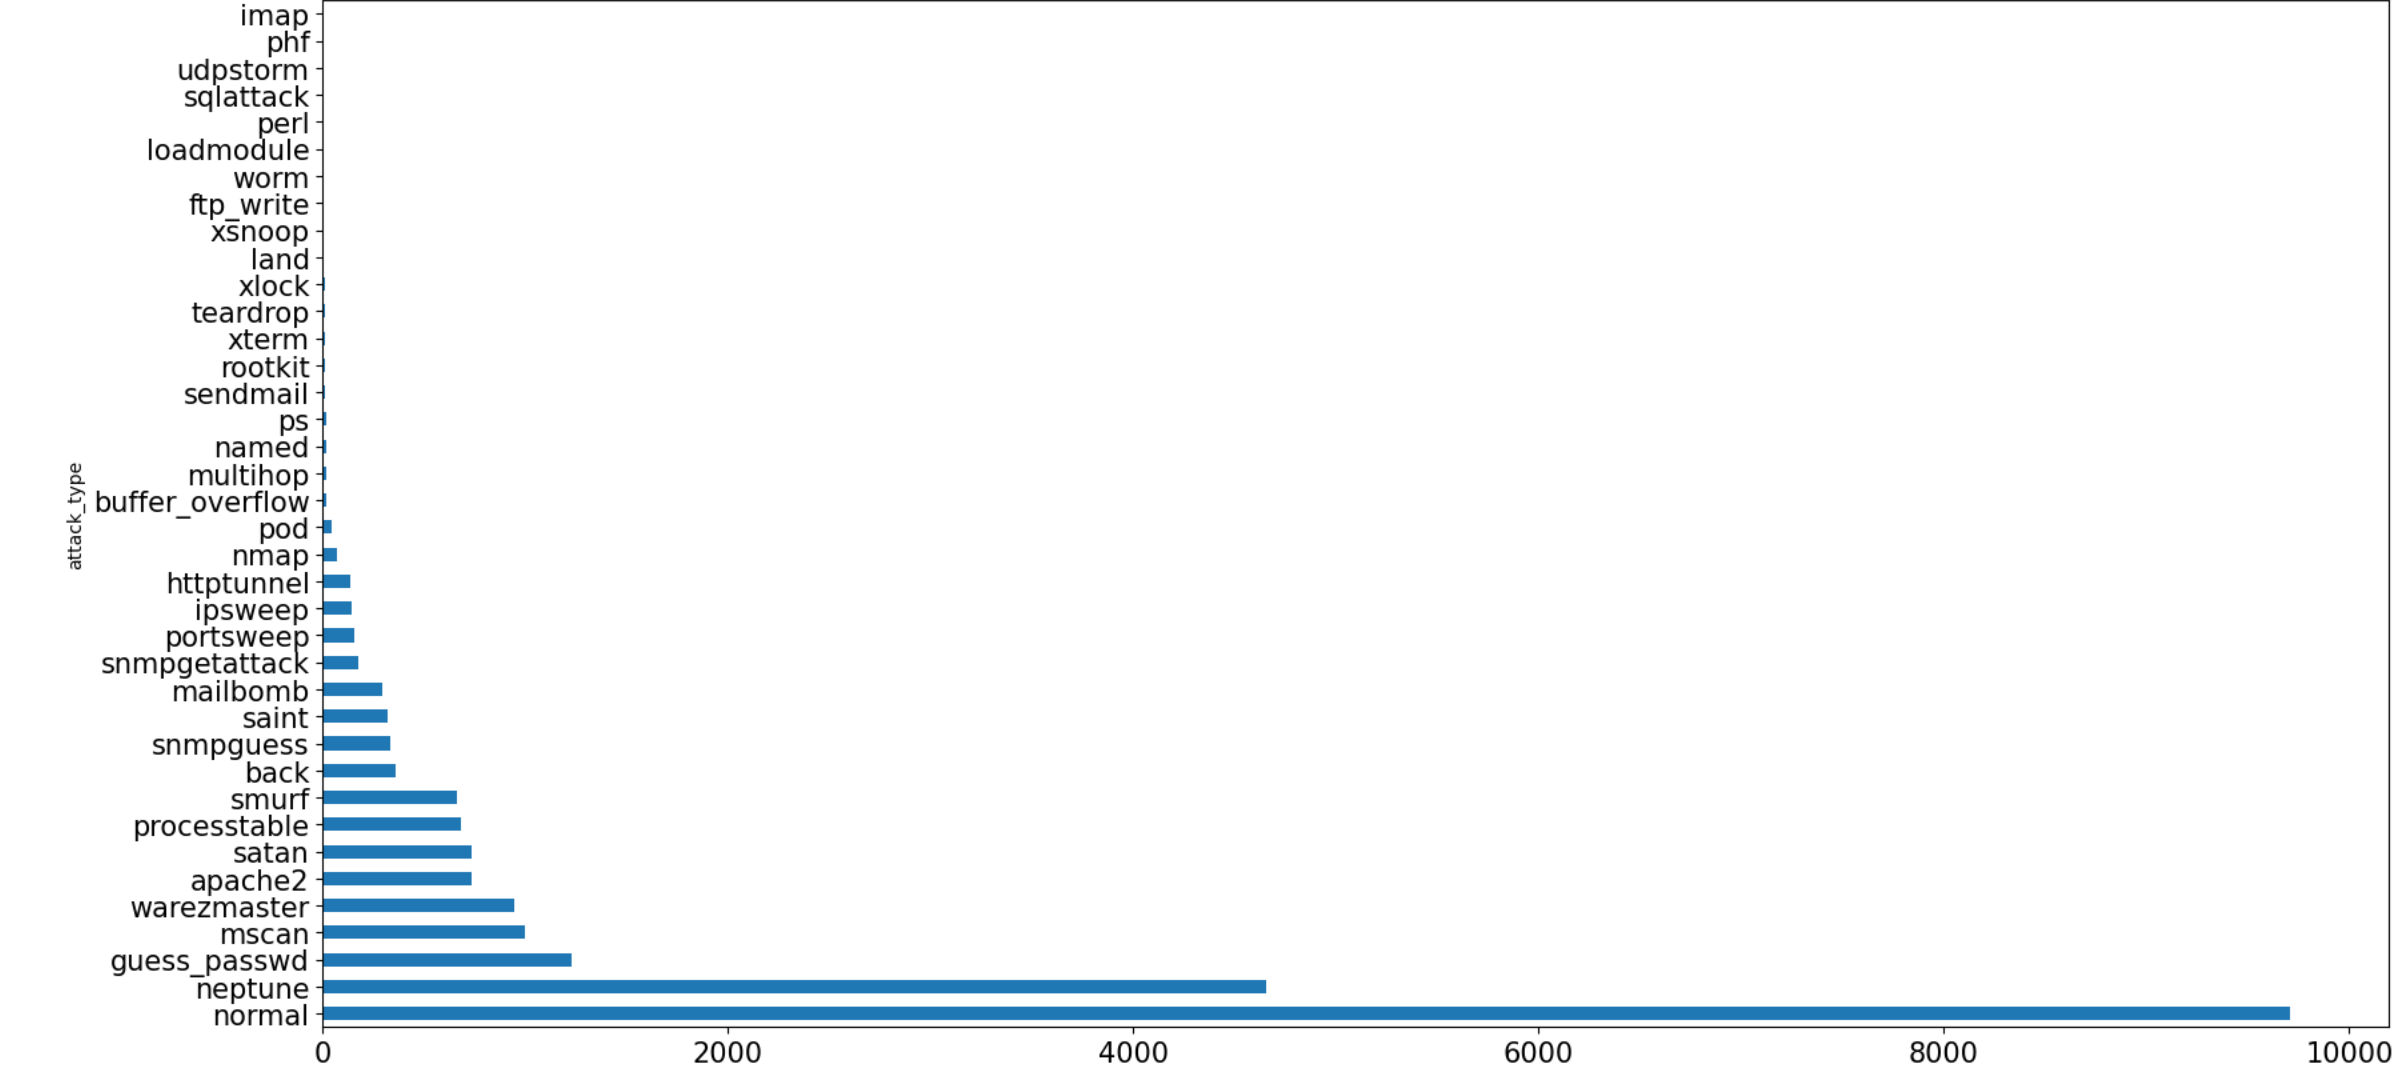 imap
phf
udpstorm
sqlattack
perl
loadmodule
worm
ftp_write
xsnoop
land
xlock
teardrop
xterm
rootkit
sendmail
ps
named
multihop
buffer_overflow
pod
nmap
httptunnel
ipsweep
portsweep
snmpgetattack
mailbomb
saint
snmpguess
back
smurf
processtable
satan
apache2
warezmaster
mscan
guess_passwd
neptune
normal
attack_type
0 2000 4000 6000 8000 10000